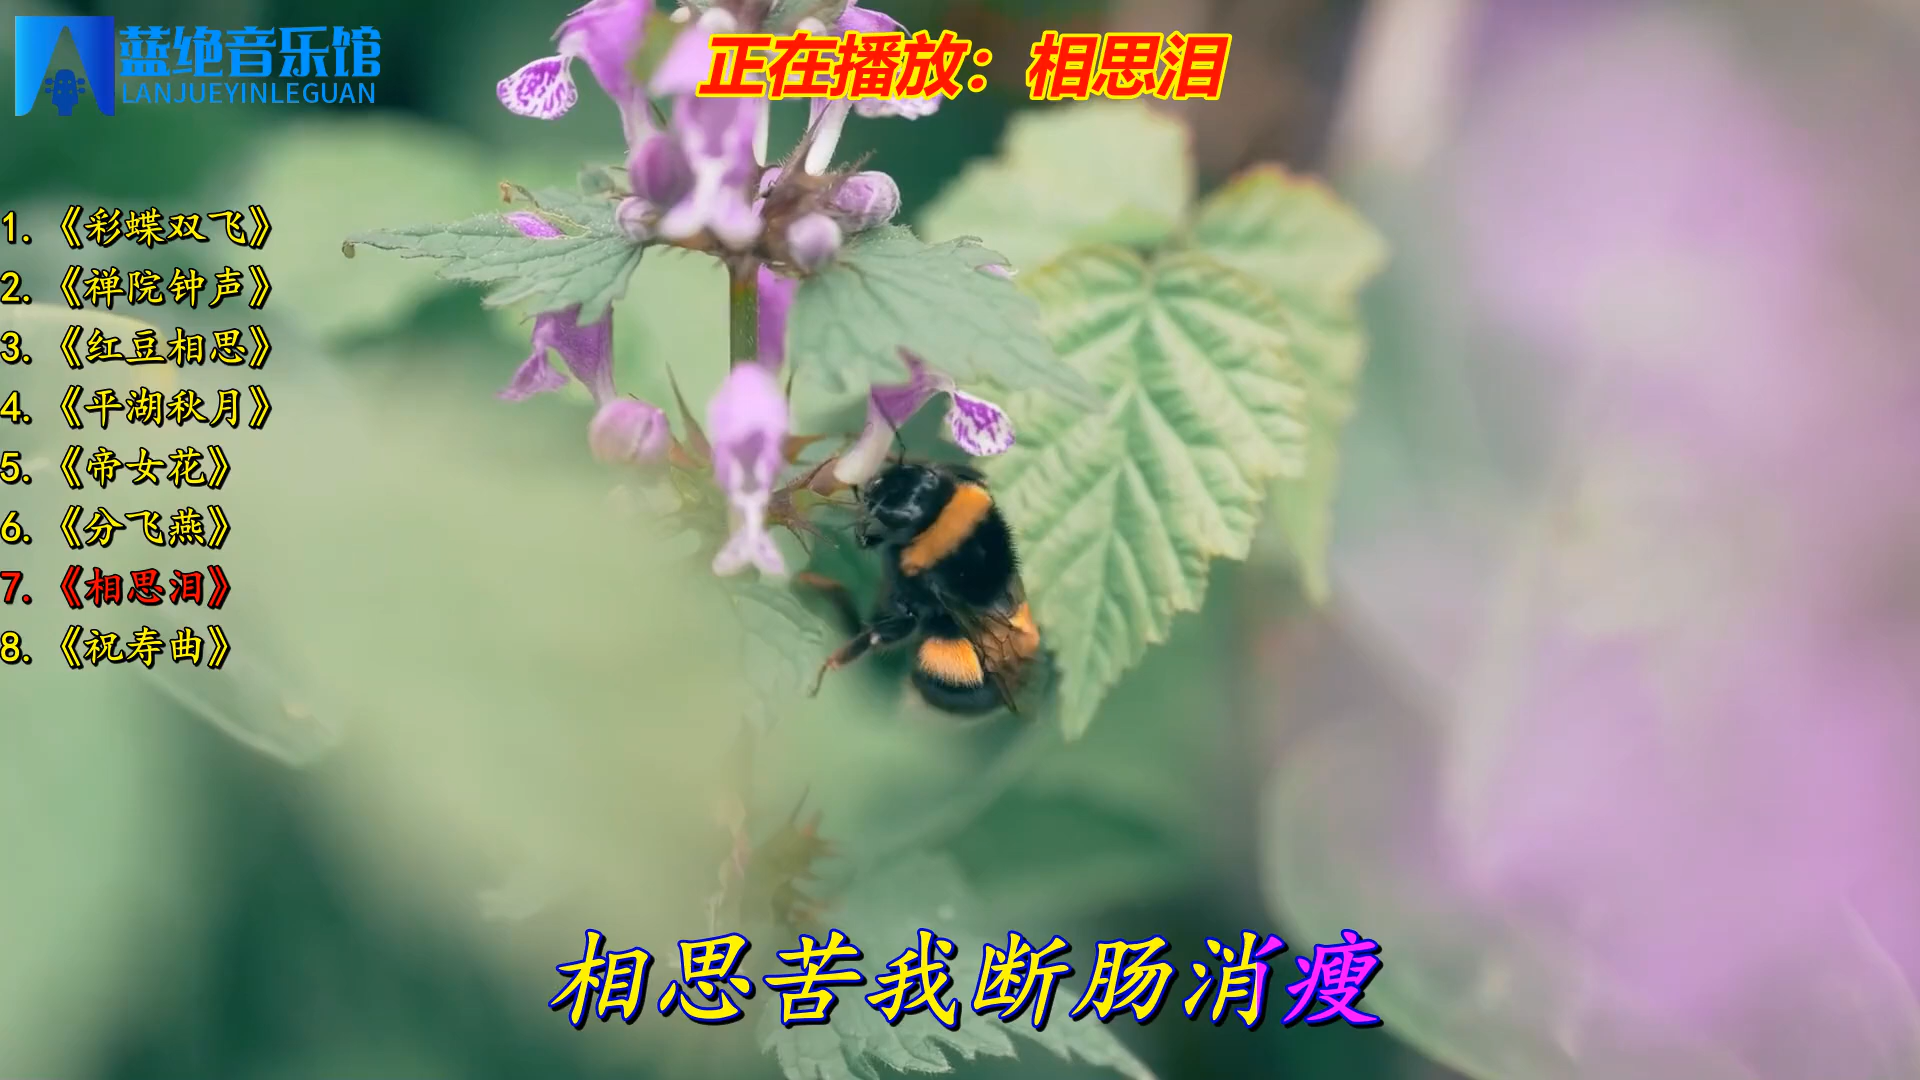 蓝绝音乐馆
LANJUEYINLEGUAN
正在播放：相思泪
1.《彩蝶双飞》
2.《禅院钟声》
3.《红豆相思》
4.《平湖秋月》
5.《帝女花》
6.《分飞燕》
7.《相思泪》
8.《祝寿曲》
相思苦我断肠消瘦